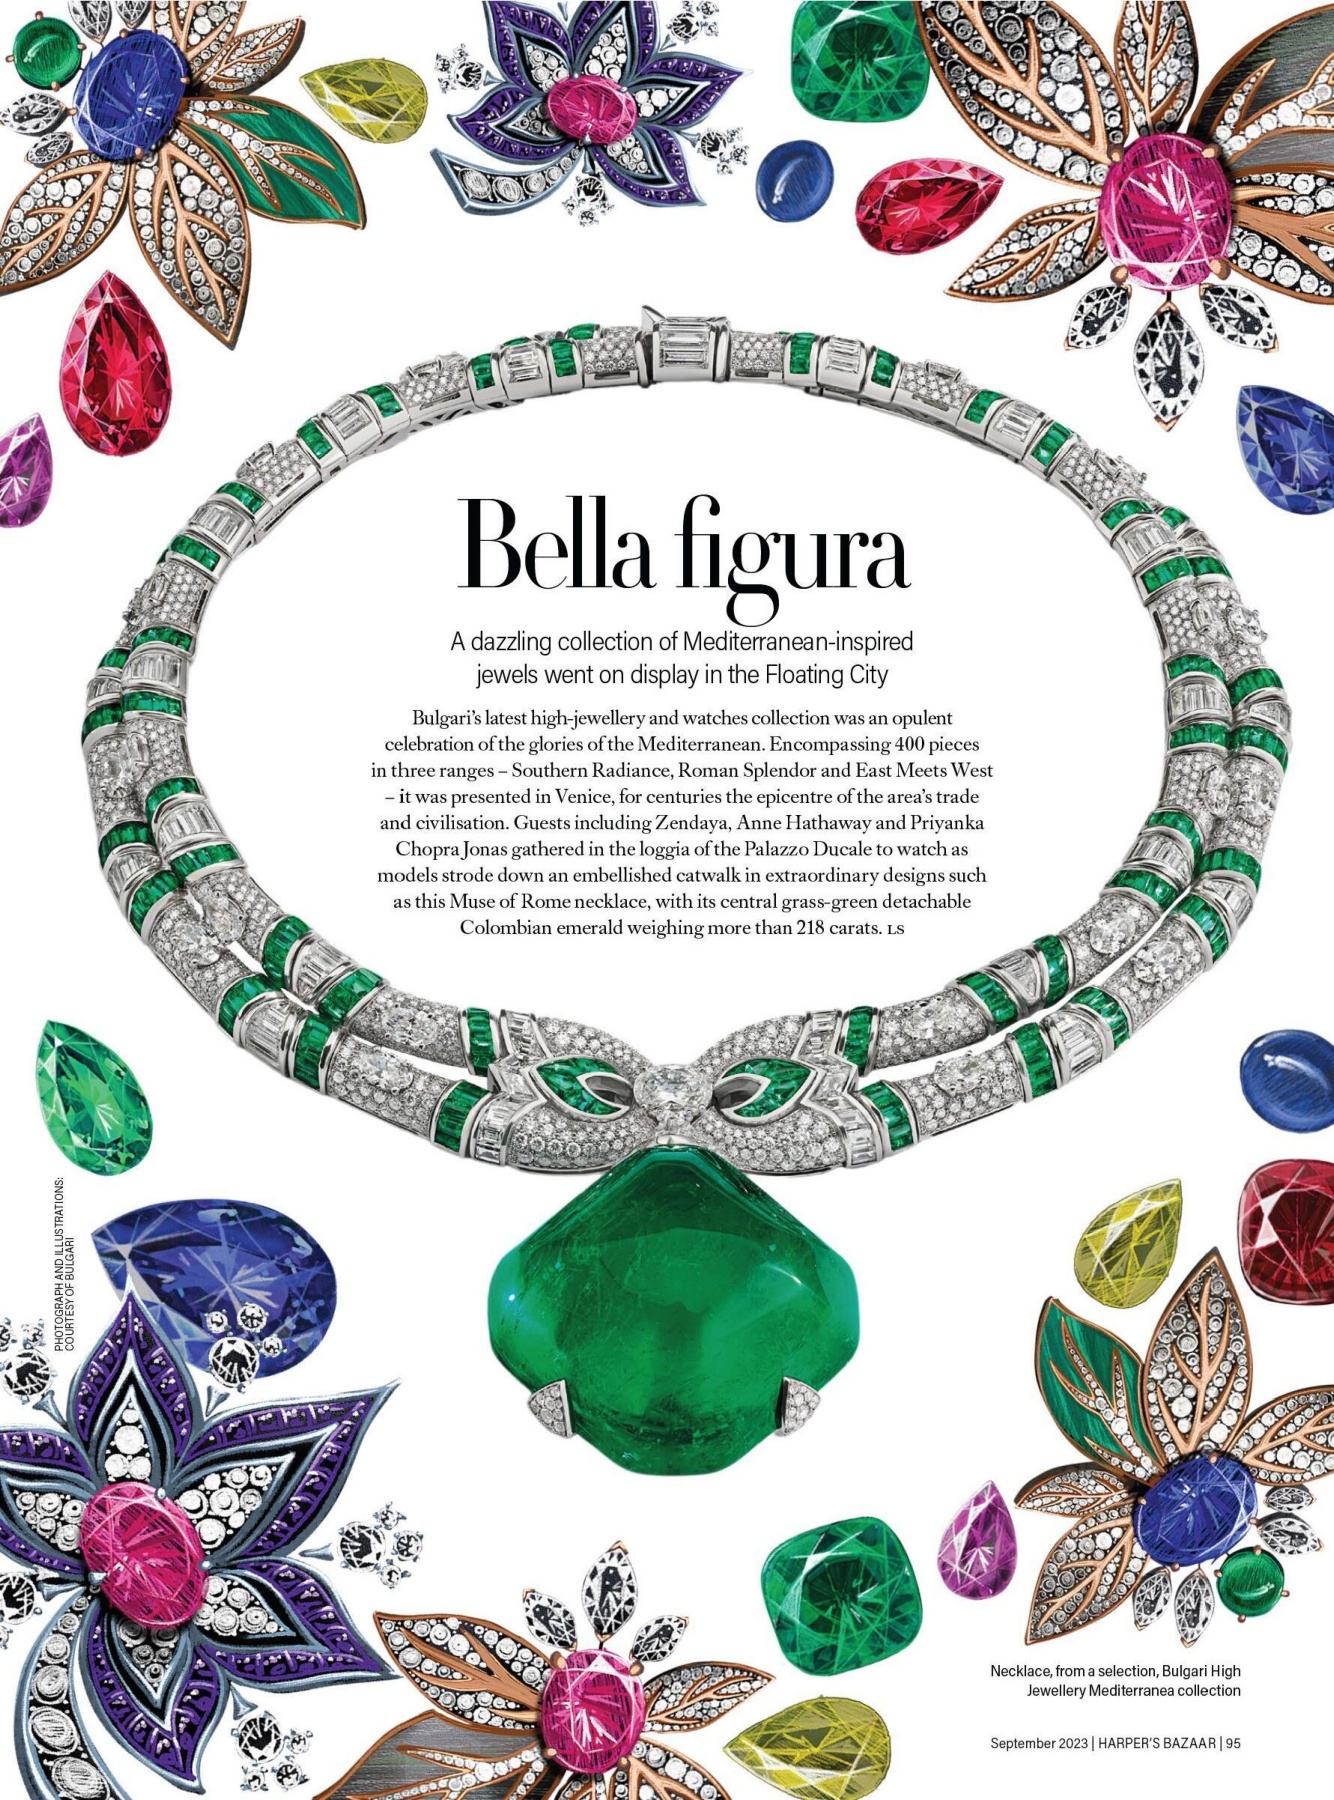 Bella figura
A dazzling collection of Mediterranean-inspired
jewels went on display in the Floating City
Bulgari’s latest high-jewellery and watches collection was an opulent
celebration of the glories of the Mediterranean. Encompassing 400 pieces
in three ranges – Southern Radiance, Roman Splendor and East Meets West
– it was presented in Venice, for centuries the epicentre of the area’s trade
and civilisation. Guests including Zendaya, Anne Hathaway and Priyanka
Chopra Jonas gathered in the loggia of the Palazzo Ducale to watch as
models strode down an embellished catwalk in extraordinary designs such
as this Muse of Rome necklace, with its central grass-green detachable
Colombian emerald weighing more than 218 carats. LS
PHOTOGRAPH AND ILLUSTRATIONS:
COURTESY OF BULGARI
Necklace, from a selection, Bulgari High
Jewellery Mediterranea collection
September 2023 | HARPER’S BAZAAR | 95